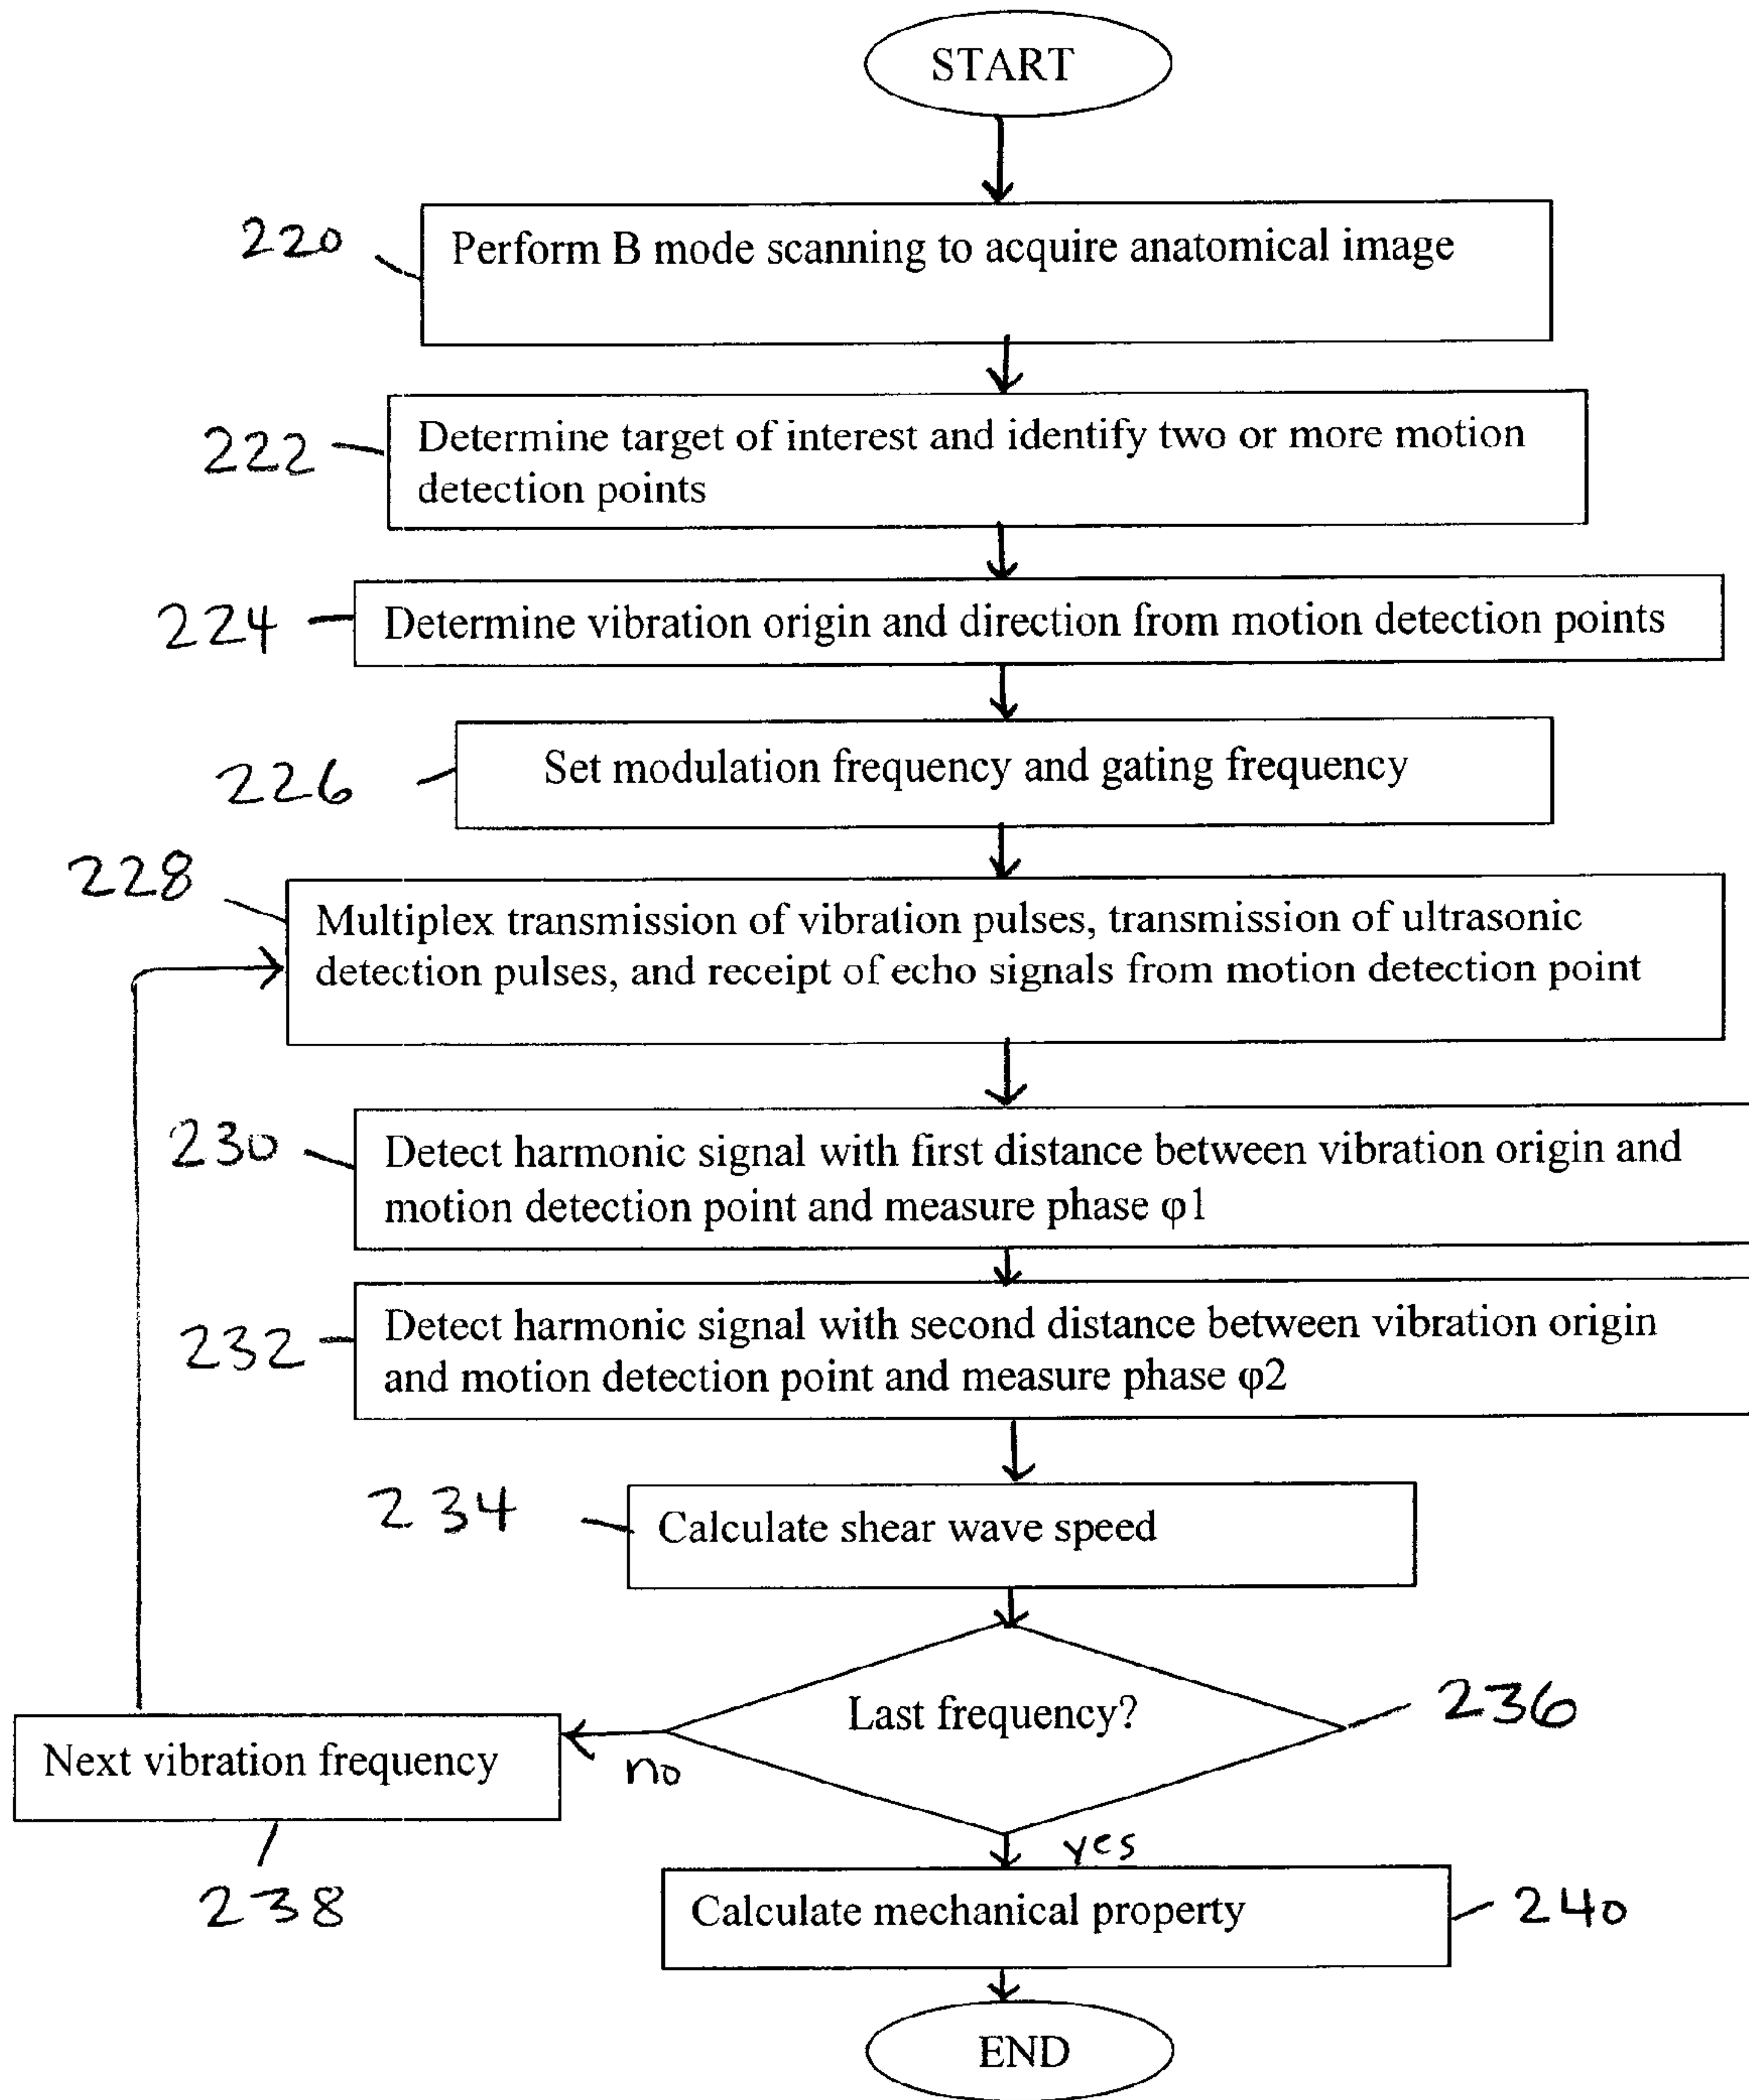 START
220
Perform B mode scanning to acquire anatomical image
222
Determine target of interest and identify two or more motion
detection points
224
Determine vibration origin and direction from motion detection points
226
Set modulation frequency and gating frequency
228
Multiplex transmission of vibration pulses, transmission of ultrasonic
detection pulses, and receipt of echo signals from motion detection point
230
Detect harmonic signal with first distance between vibration origin and
motion detection point and measure phase φ1
232
Detect harmonic signal with second distance between vibration origin
and motion detection point and measure phase φ2
234
Calculate shear wave speed
Last frequency?
236
no
Next vibration frequency
238
yes
Calculate mechanical property
240
END